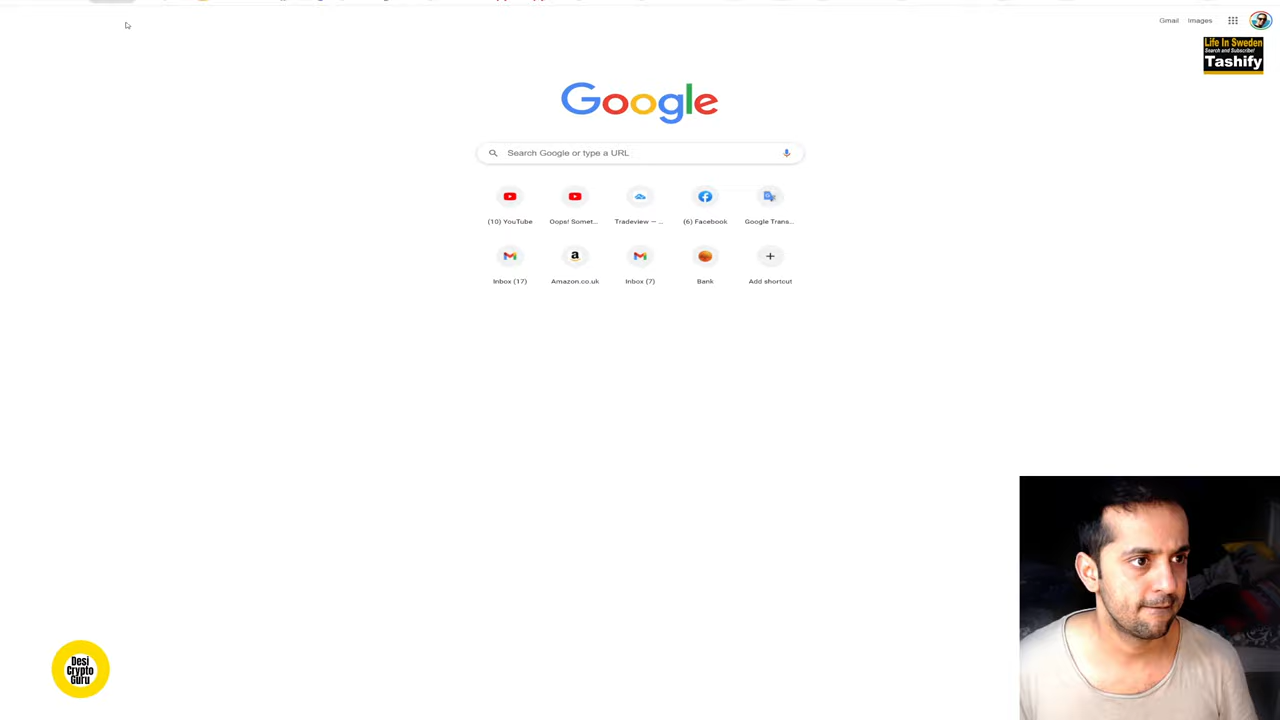 Gmail
Images
Life In Sweden
Search and Subscribe!
Tashify
Google
Search Google or type a URL
(10) YouTube
Oops! Somet...
Tradeview — ...
(6) Facebook
Google Trans...
Inbox (17)
Amazon.co.uk
Inbox (7)
Bank
Add shortcut
Desi
Crypto
Guru